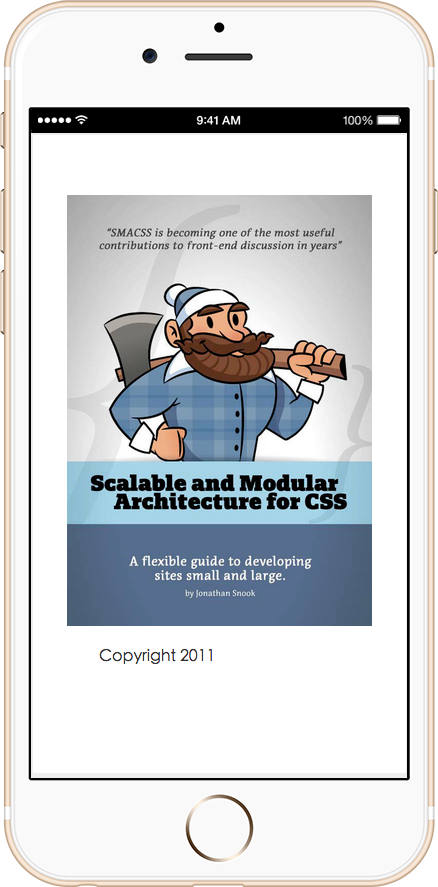 9:41 AM 100%
“SMACSS is becoming one of the most useful
contributions to front-end discussion in years”
Scalable and Modular
Architecture for CSS
A flexible guide to developing
sites small and large.
by Jonathan Snook
Copyright 2011